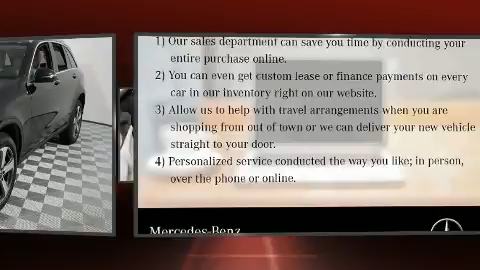 1) Our sales department can save you time by conducting your
entire purchase online.
2) You can even get custom lease or finance payments on every
car in our inventory right on our website.
3) Allow us to help with travel arrangements when you are
shopping from out of town or we can deliver your new vehicle
straight to your door.
4) Personalized service conducted the way you like; in person,
over the phone or online.
Mercedes-Benz